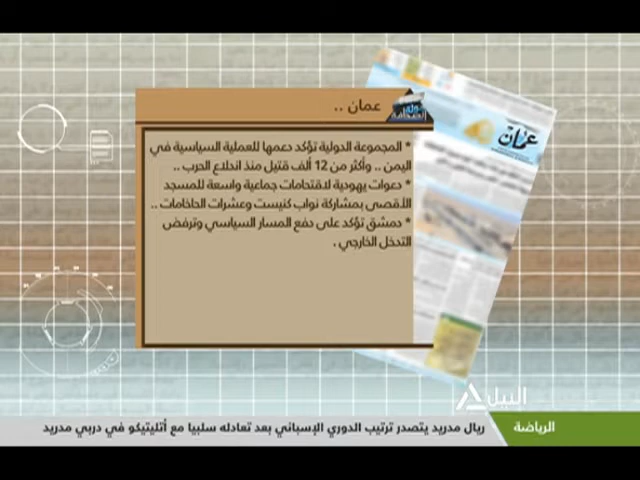 عمان ..
* المجموعة الدولية تؤكد دعمها للعملية السياسية في
اليمن .. وأكثر من 12 ألف قتيل منذ اندلاع الحرب ..
* دعوات يهودية لاقتحامات جماعية واسعة للمسجد
الأقصى بمشاركة نواب كنيست وعشرات الحاخامات ..
* دمشق تؤكد على دفع المسار السياسي وترفض
التدخل الخارجي .
عمان
النيل
الرياضة
ريال مدريد يتصدر ترتيب الدوري الإسباني بعد تعادله سلبيا مع أتليتيكو في دربي مدريد